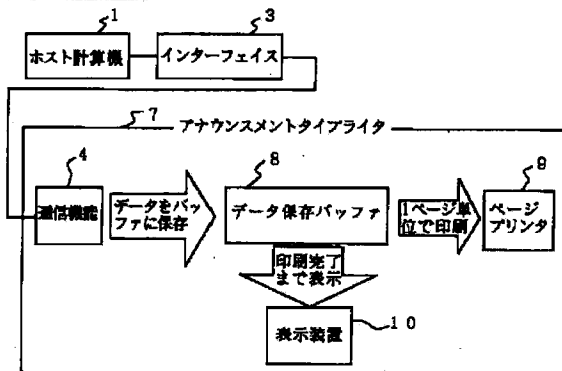 1
3
ホスト計算機
インターフェイス
7
アナウンスメントタイプライタ
4
8
9
通信機能
データをバッ
ファに保存
データ保存バッファ
1ページ単
位で印刷
ページ
プリンタ
印刷完了
まで表示
表示装置
10